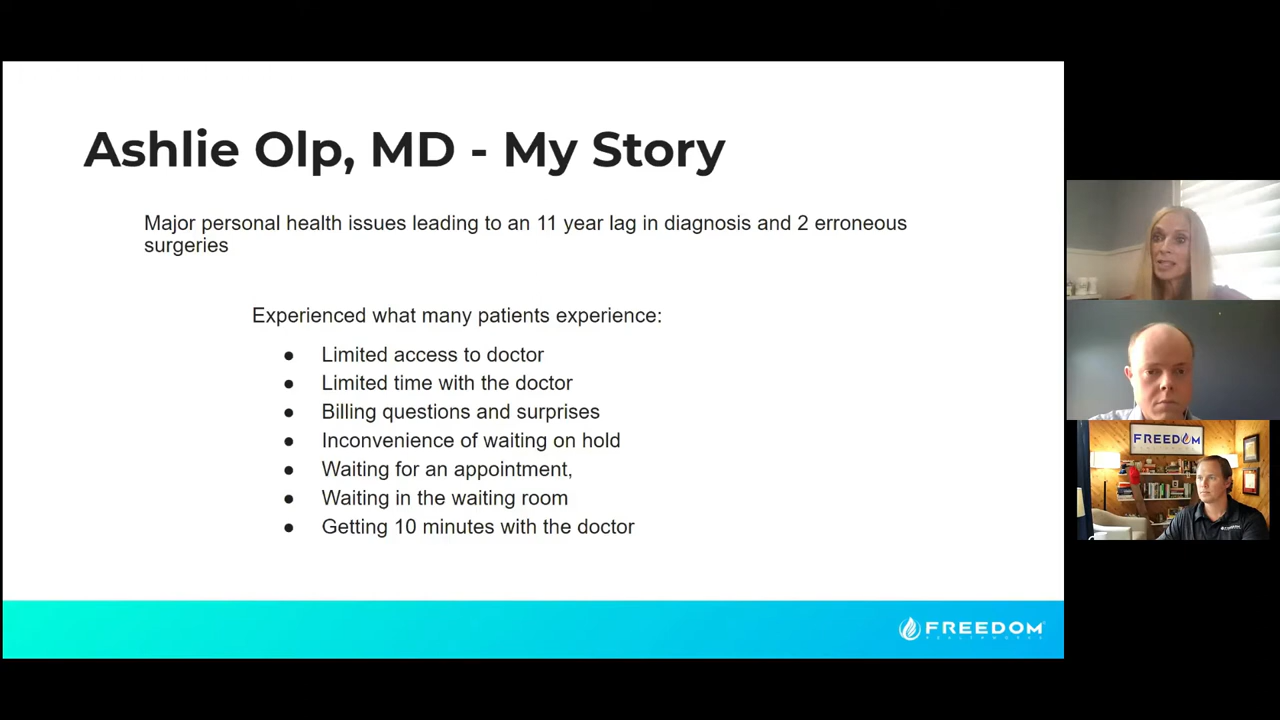 Ashlie Olp, MD - My Story
Major personal health issues leading to an 11 year lag in diagnosis and 2 erroneous
surgeries
Experienced what many patients experience:
● Limited access to doctor
● Limited time with the doctor
● Billing questions and surprises
● Inconvenience of waiting on hold
● Waiting for an appointment,
● Waiting in the waiting room
● Getting 10 minutes with the doctor
FREEDOM
HEALTHWORKS
FREEDOM